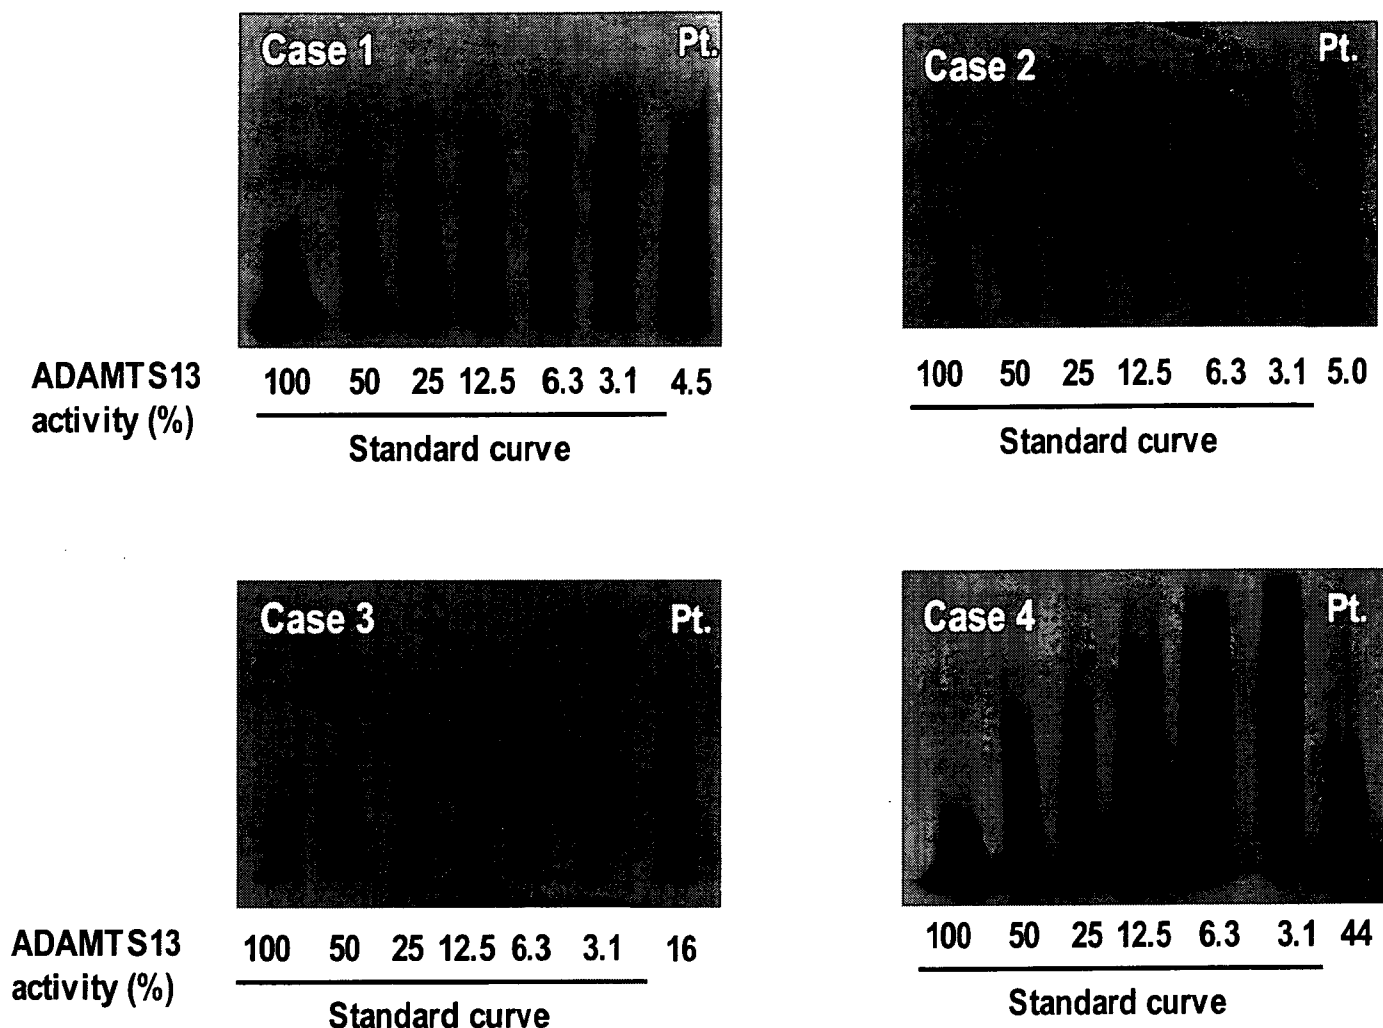 Case 1 Pt.
Case 2 Pt.
ADAMTS13
activity (%)
100 50 25 12.5 6.3 3.1 4.5
Standard curve
100 50 25 12.5 6.3 3.1 5.0
Standard curve
Case 3 Pt.
Case 4 Pt.
ADAMTS13
activity (%)
100 50 25 12.5 6.3 3.1 16
Standard curve
100 50 25 12.5 6.3 3.1 44
Standard curve